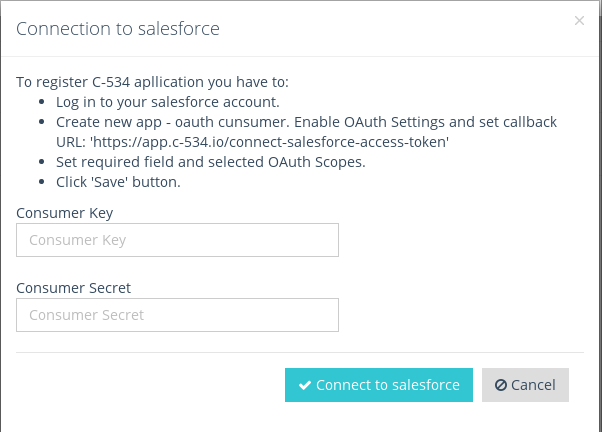 Connection to salesforce
×
To register C-534 apllication you have to:
• Log in to your salesforce account.
• Create new app - oauth cunsumer. Enable OAuth Settings and set callback
URL: 'https://app.c-534.io/connect-salesforce-access-token'
• Set required field and selected OAuth Scopes.
• Click 'Save' button.
Consumer Key
Consumer Key
Consumer Secret
Consumer Secret
Connect to salesforce
Cancel